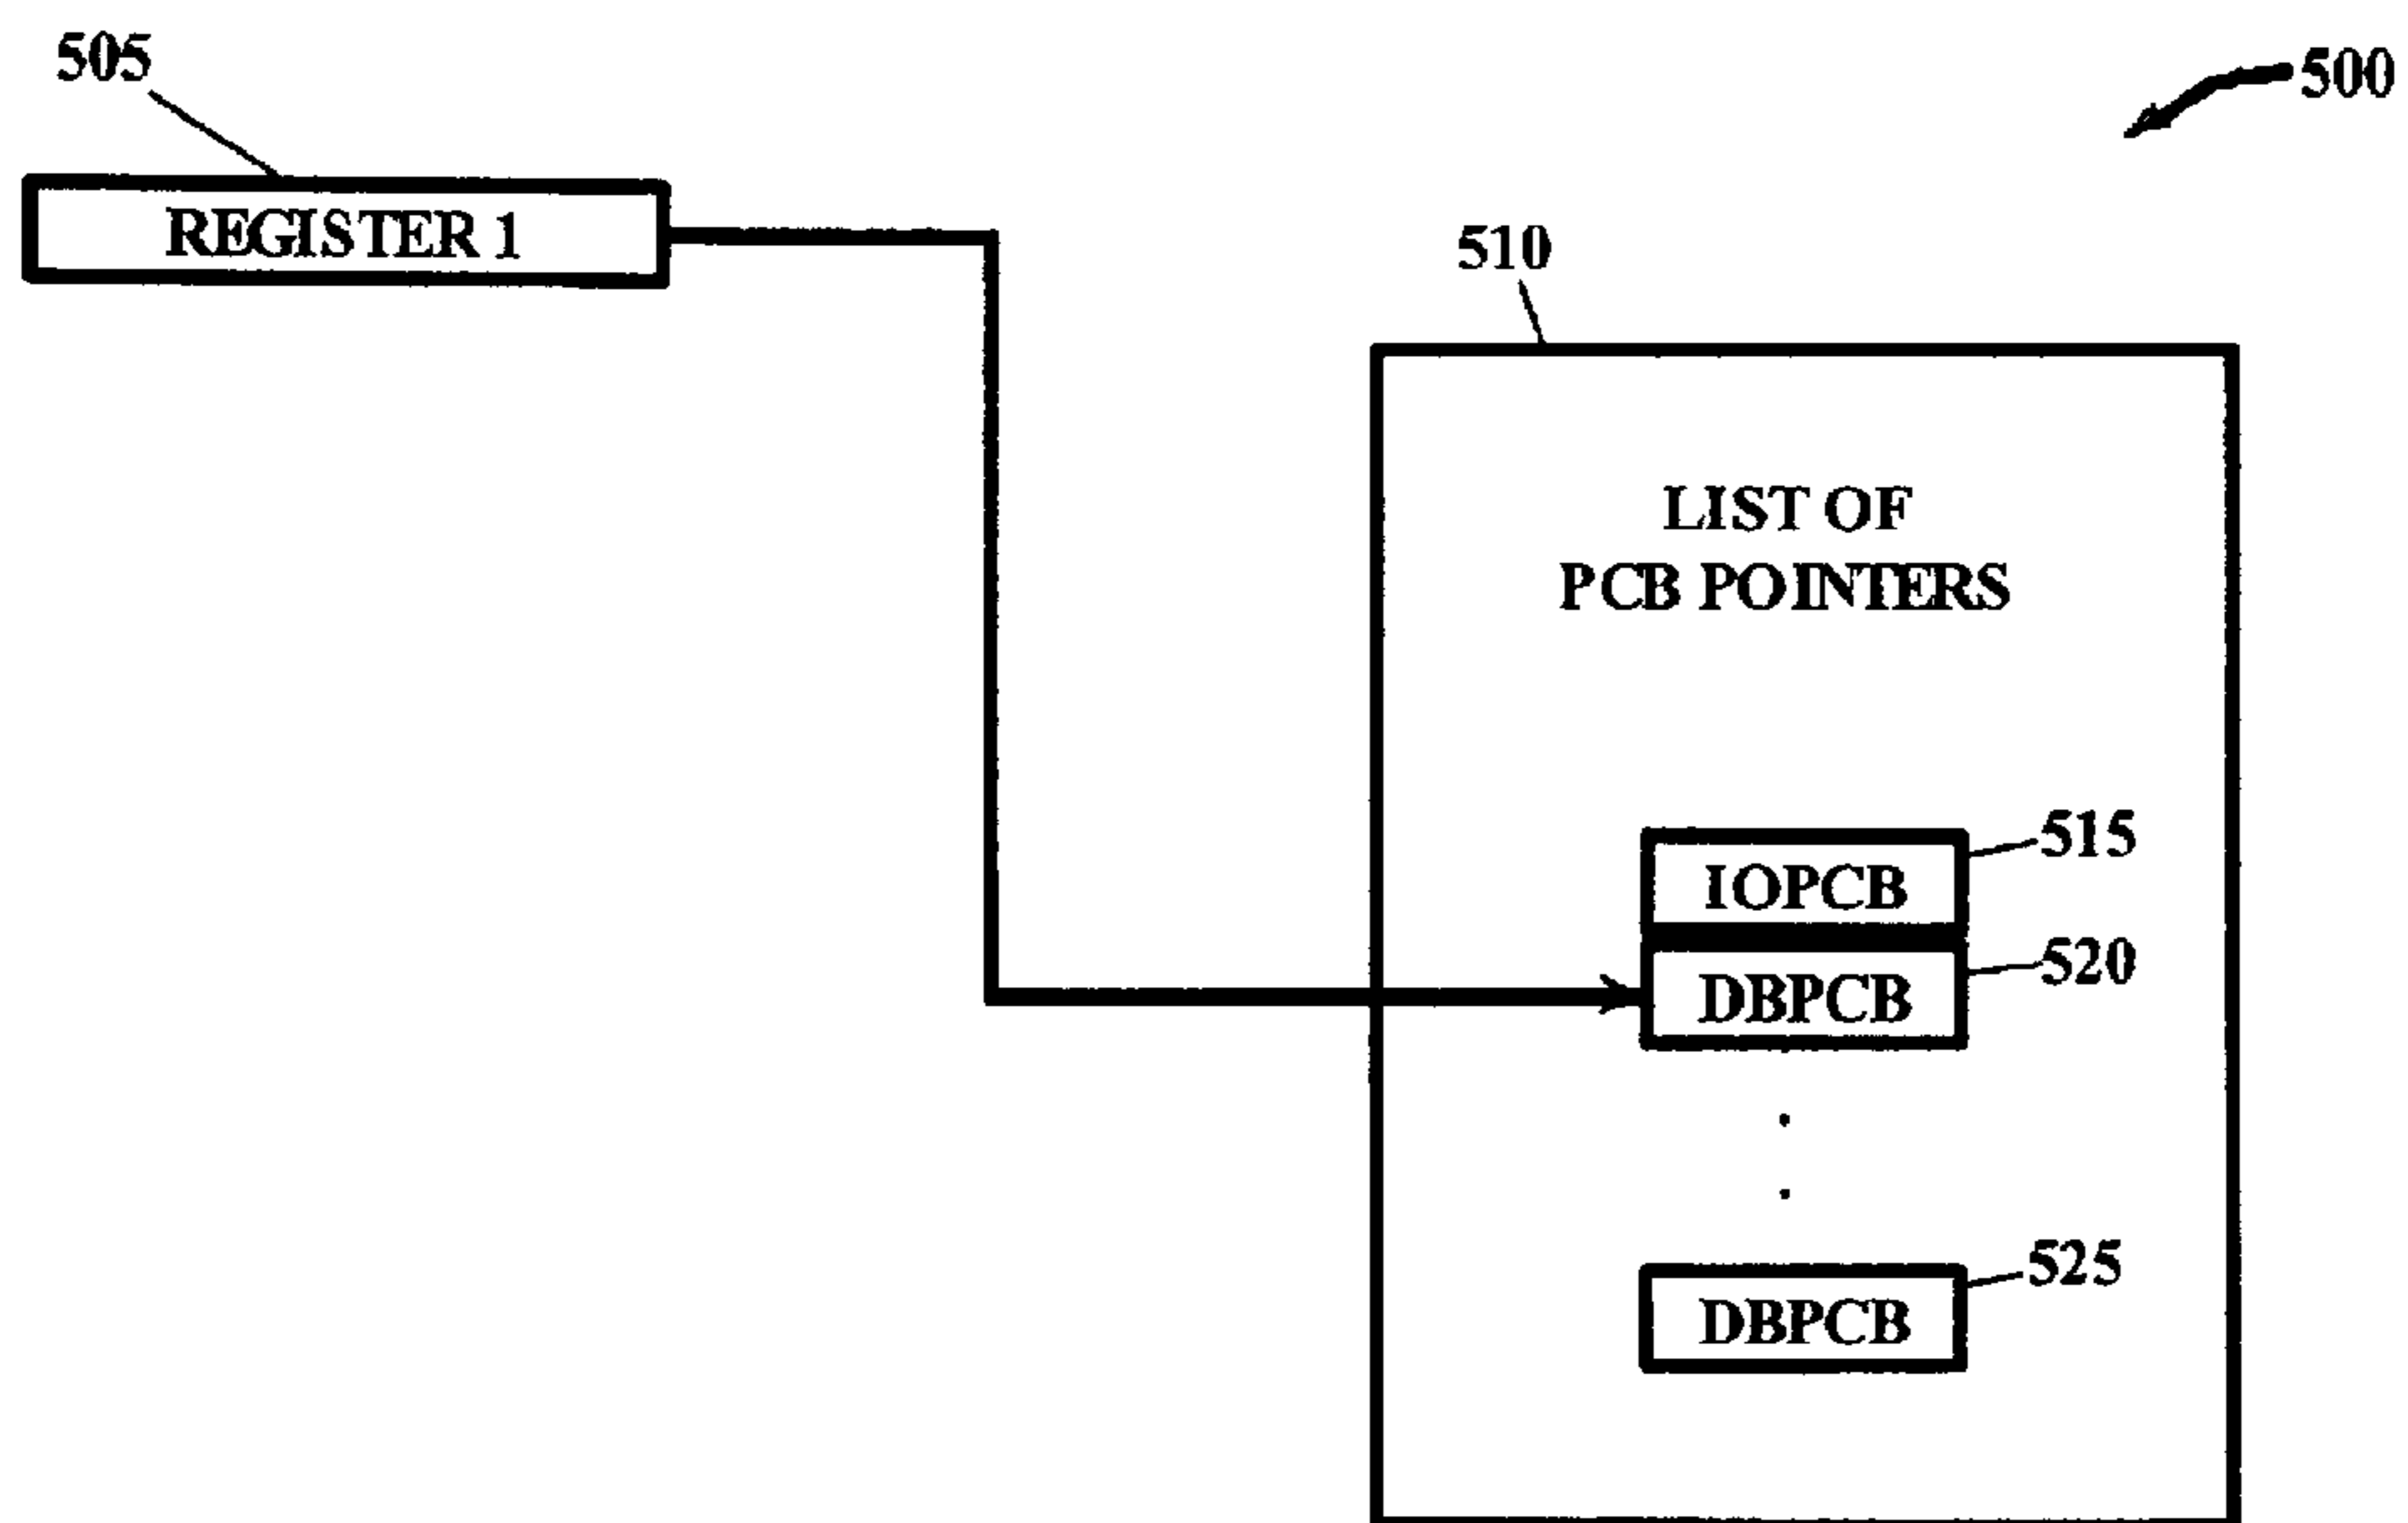 505
500
REGISTER 1
510
LIST OF
PCB POINTERS
515
IOPCB
520
DBPCB
525
DBPCB